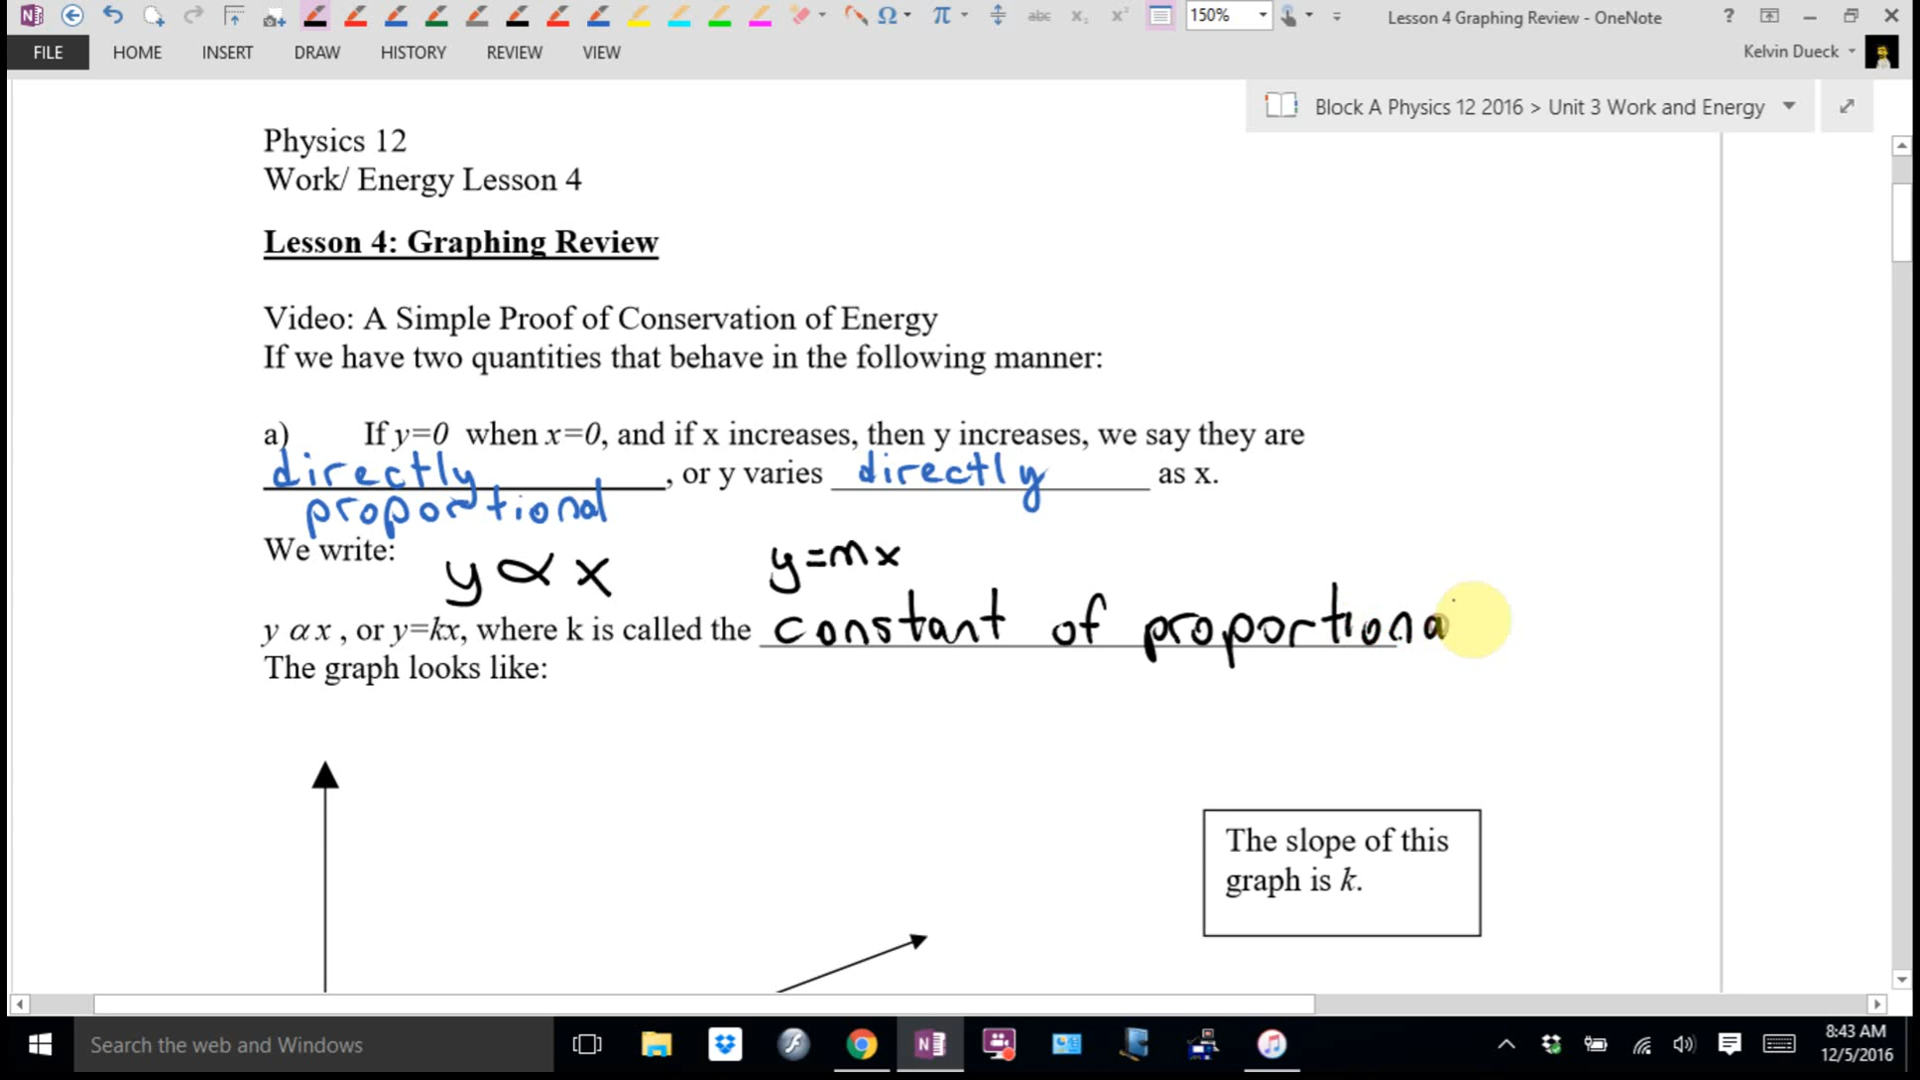 150%
Lesson 4 Graphing Review - OneNote
FILE HOME INSERT DRAW HISTORY REVIEW VIEW
Kelvin Dueck
Block A Physics 12 2016 > Unit 3 Work and Energy
Physics 12
Work/ Energy Lesson 4
Lesson 4: Graphing Review
Video: A Simple Proof of Conservation of Energy
If we have two quantities that behave in the following manner:
a) If y=0 when x=0, and if x increases, then y increases, we say they are
directly proportional, or y varies directly as x.
We write: y ∝ x y=mx
y α x , or y=kx, where k is called the constant of proportiona
The graph looks like:
The slope of this
graph is k.
Search the web and Windows
8:43 AM
12/5/2016